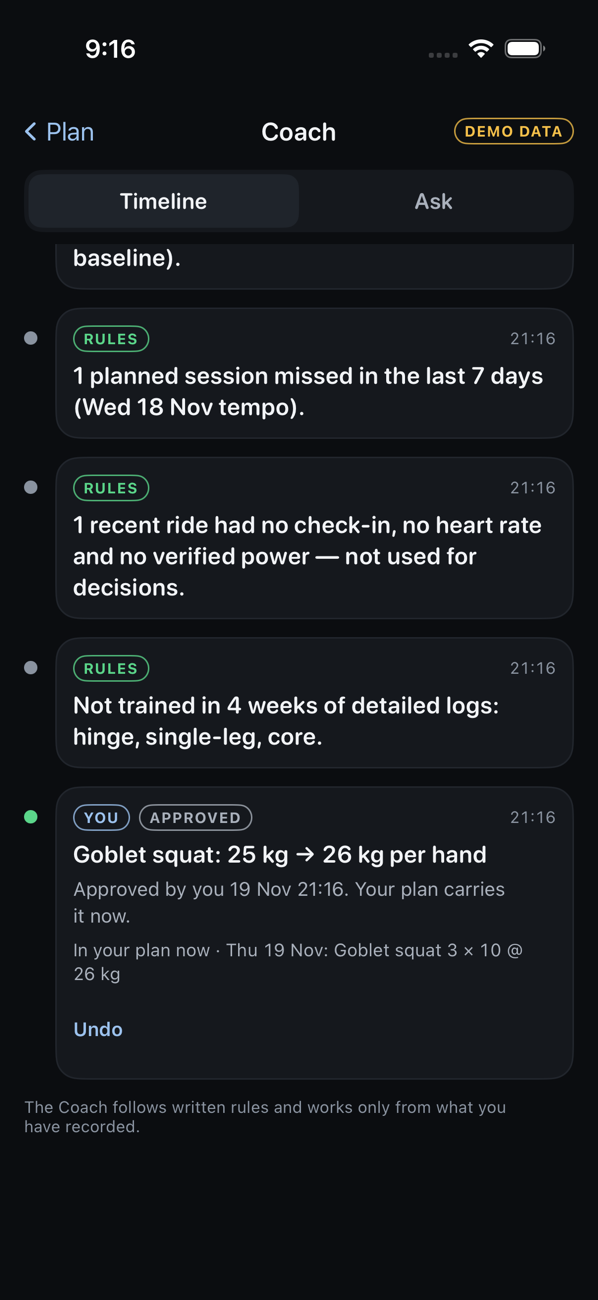 9:16
Plan
Coach
DEMO DATA
Timeline
Ask
baseline).
RULES
21:16
1 planned session missed in the last 7 days
(Wed 18 Nov tempo).
RULES
21:16
1 recent ride had no check-in, no heart rate
and no verified power — not used for
decisions.
RULES
21:16
Not trained in 4 weeks of detailed logs:
hinge, single-leg, core.
YOU
APPROVED
21:16
Goblet squat: 25 kg → 26 kg per hand
Approved by you 19 Nov 21:16. Your plan carries
it now.
In your plan now · Thu 19 Nov: Goblet squat 3 × 10 @
26 kg
Undo
The Coach follows written rules and works only from what you
have recorded.